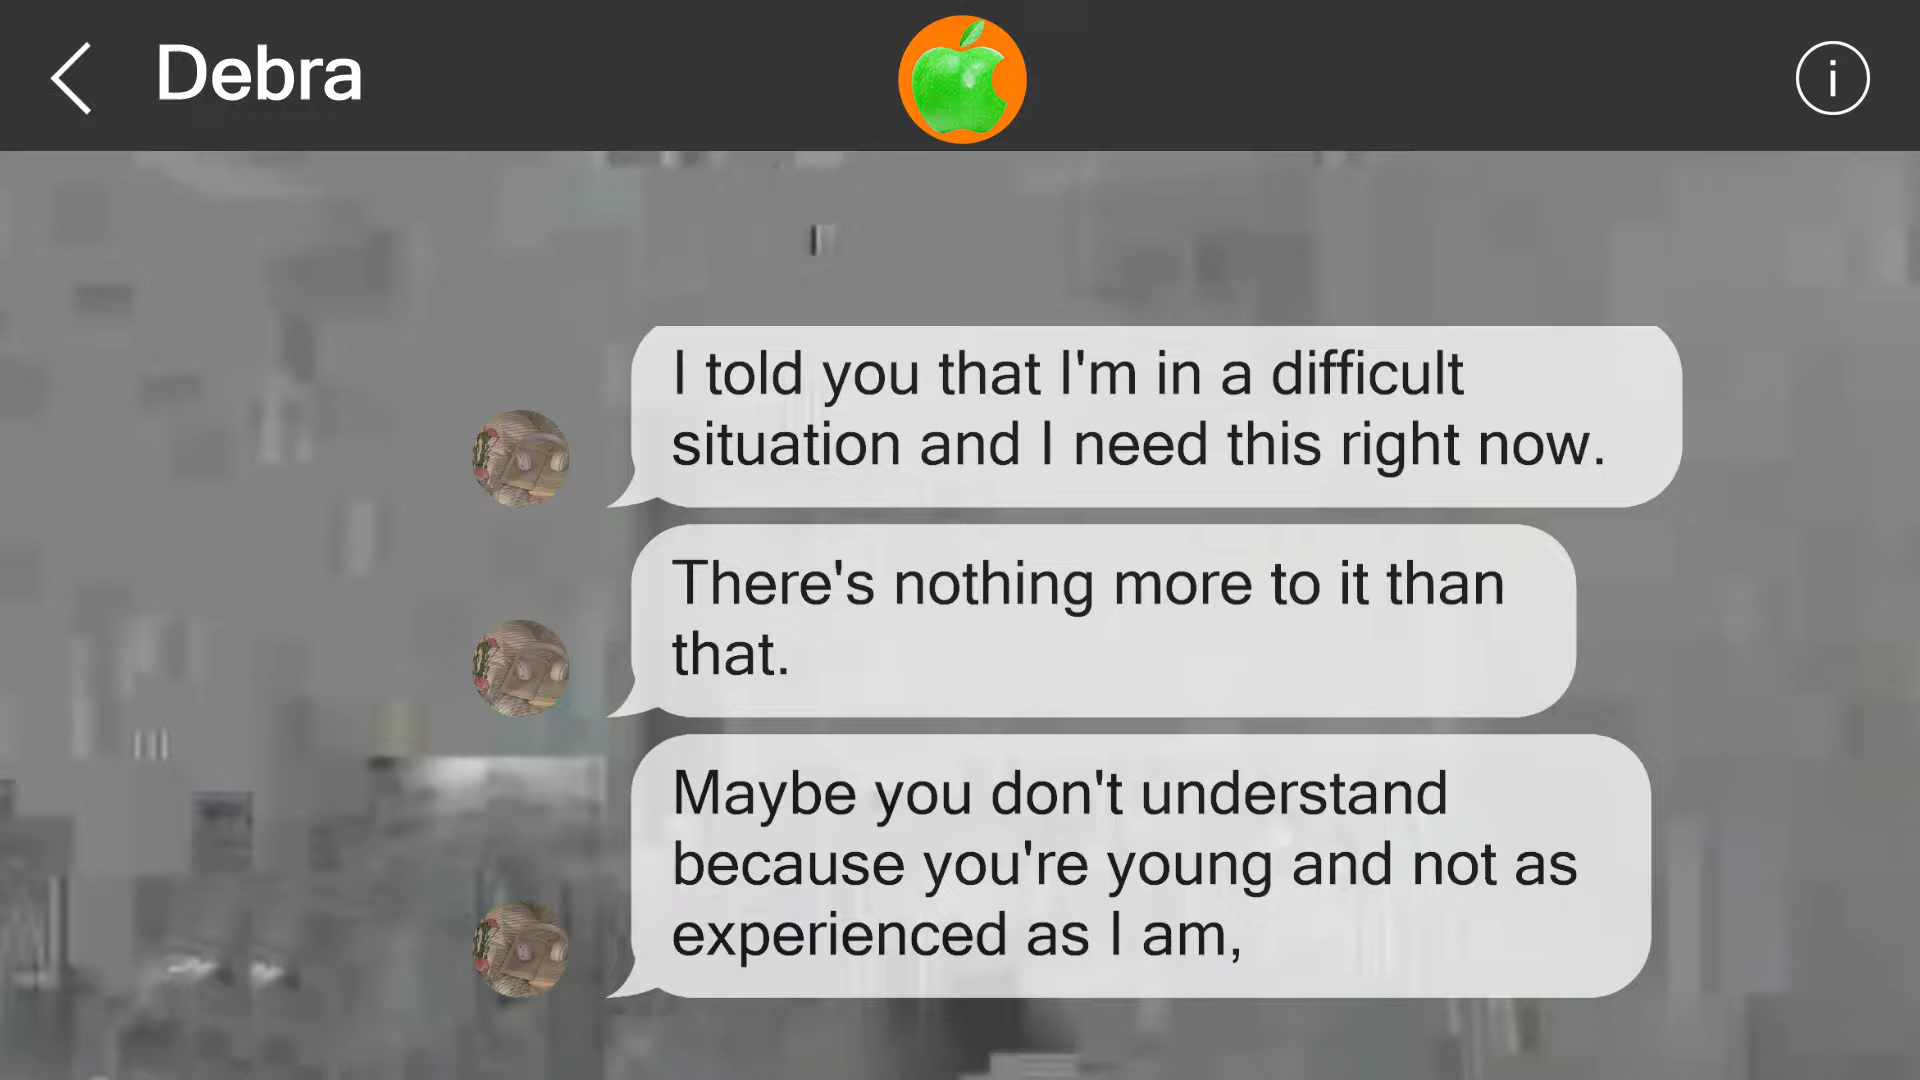 Debra
i
I told you that I'm in a difficult
situation and I need this right now.
There's nothing more to it than
that.
Maybe you don't understand
because you're young and not as
experienced as I am,